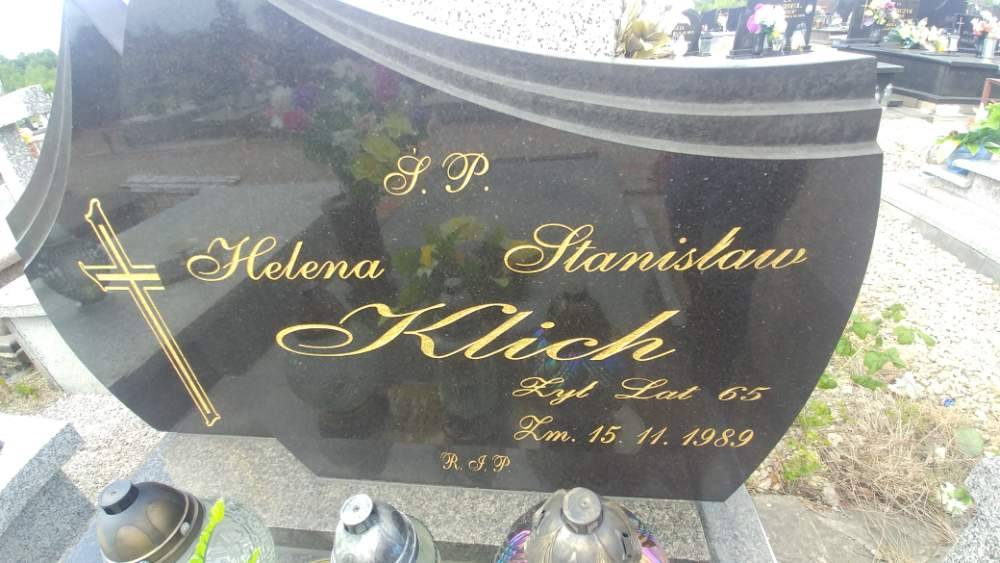 Ś. P.
Helena Stanisław
Klich
Żył Lat 65
Zm. 15. 11. 1989
R. I. P.